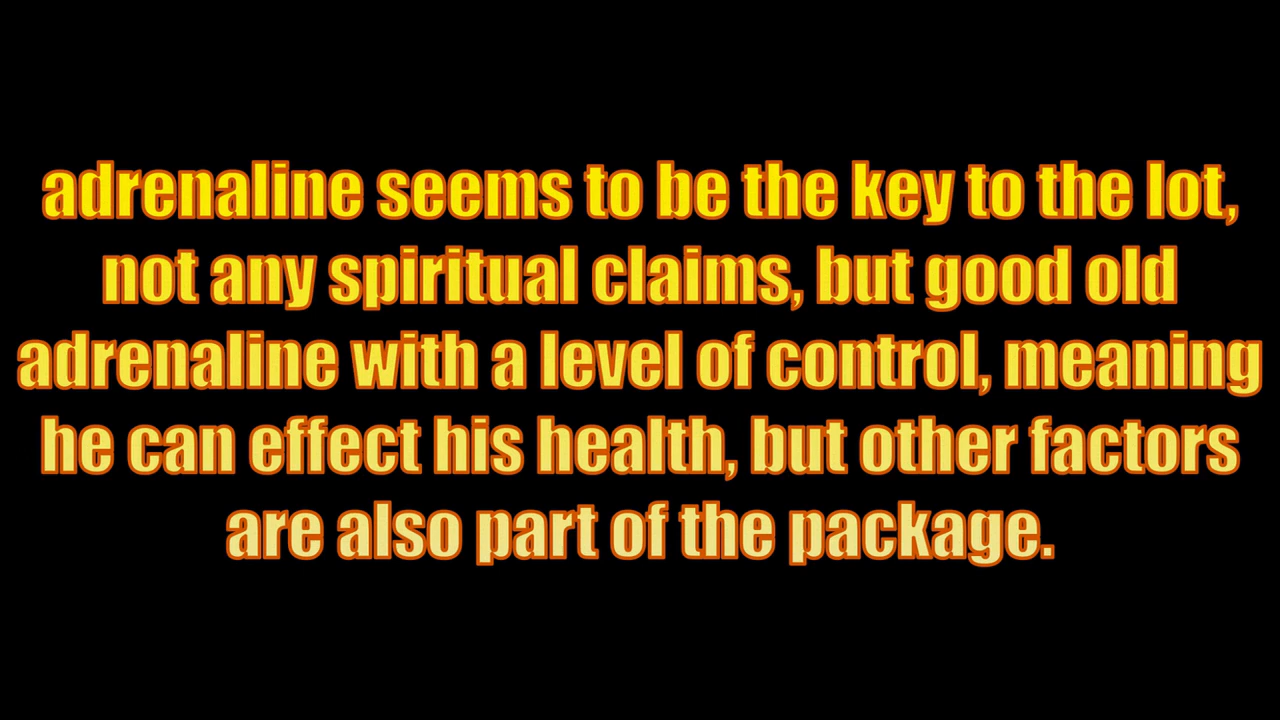 adrenaline seems to be the key to the lot,
not any spiritual claims, but good old
adrenaline with a level of control, meaning
he can effect his health, but other factors
are also part of the package.